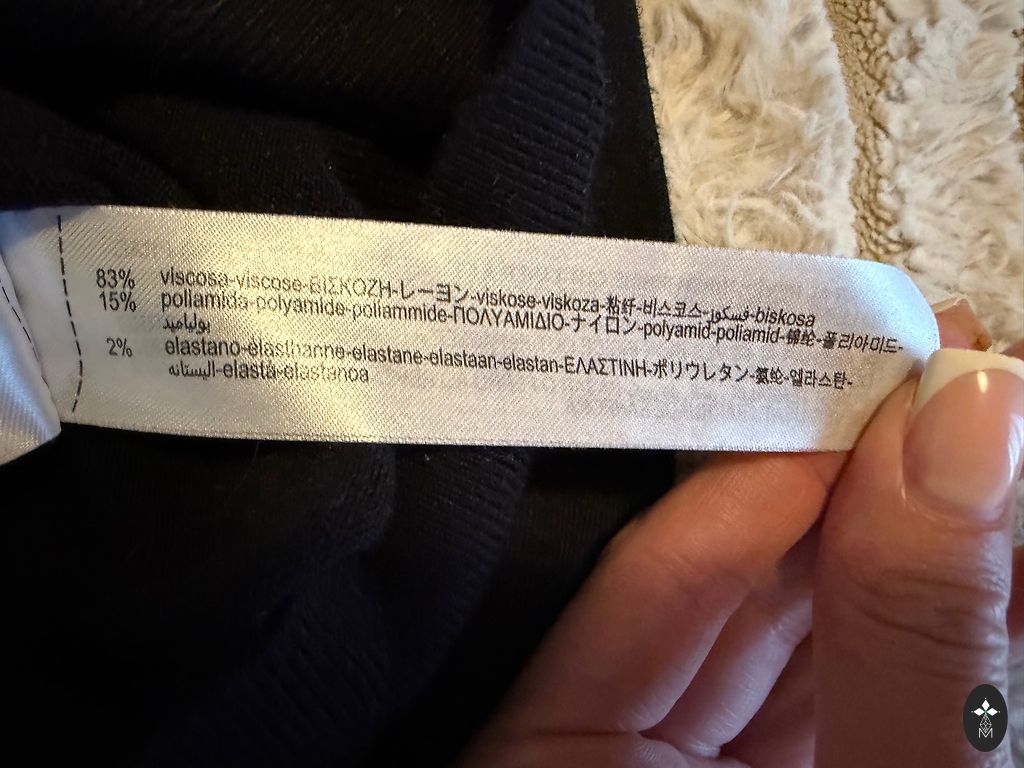 83% viscosa-viscose-ΒΙΣΚΟΖΗ-レーヨン-viskose-viskoza-粘纤-비스코스-فسكوز-biskosa
15% poliamida-polyamide-poliammide-ΠΟΛΥΑΜΙΔΙΟ-ナイロン-polyamid-poliamid-锦纶-폴리아미드-
بولياميد
2% elastano-élasthanne-elastane-elastaan-elastan-ΕΛΑΣΤΙΝΗ-ポリウレタン-氨纶-엘라스탄-
اليستانه-elasta-elastanoa
M